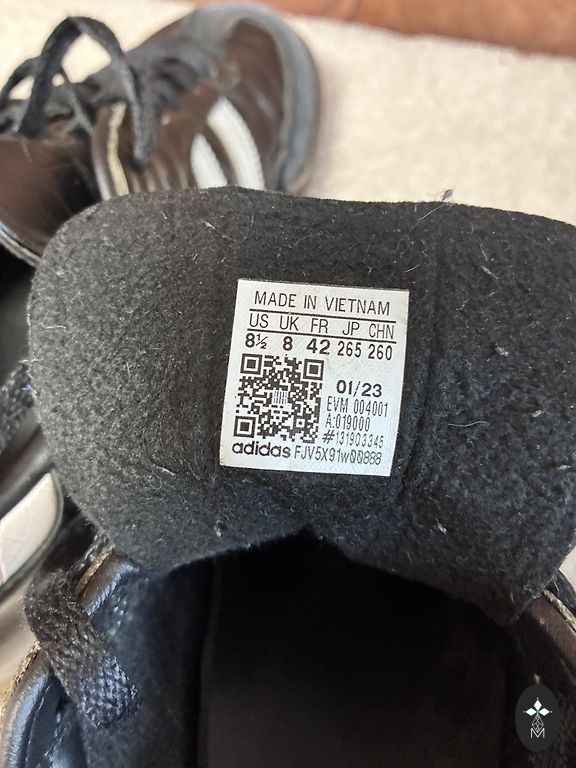 MADE IN VIETNAM
US UK FR JP CHN
8½ 8 42 265 260
01/23
EVM 004001
A:019000
#131903345
adidas FJV5X91w00888
M